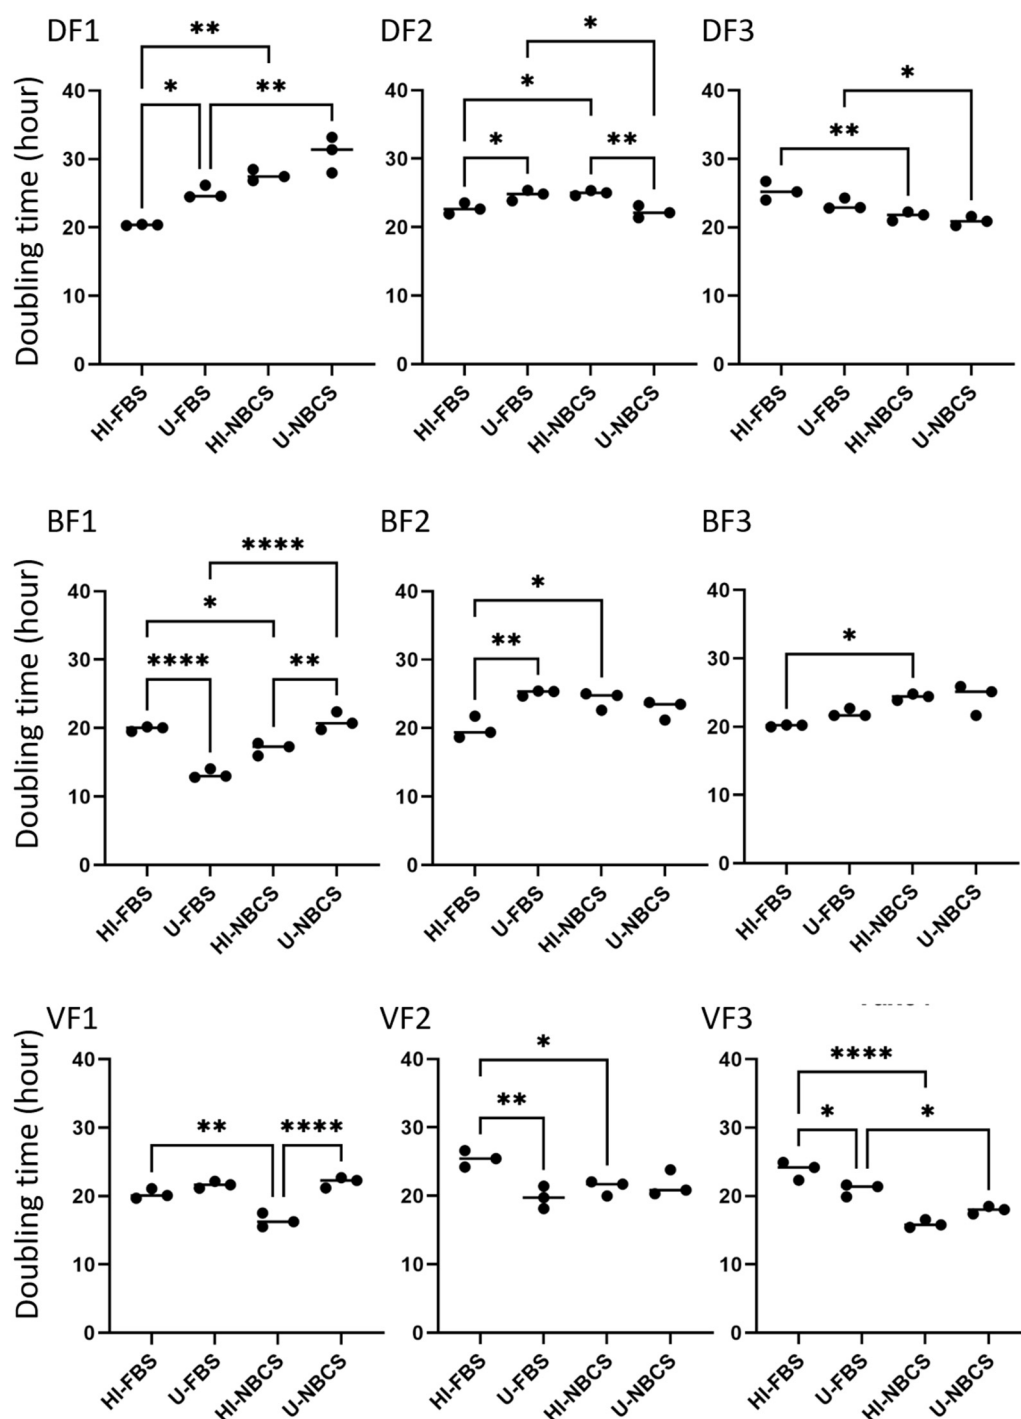 DF1 DF2 DF3
** * *
* ** * * ** **
Doubling time (hour)
40 30 20 10 0
40 30 20 10 0
40 30 20 10 0
HI-FBS U-FBS HI-NBCS U-NBCS
HI-FBS U-FBS HI-NBCS U-NBCS
HI-FBS U-FBS HI-NBCS U-NBCS
BF1 BF2 BF3
**** * *
* **** ** **
Doubling time (hour)
40 30 20 10 0
40 30 20 10 0
40 30 20 10 0
HI-FBS U-FBS HI-NBCS U-NBCS
HI-FBS U-FBS HI-NBCS U-NBCS
HI-FBS U-FBS HI-NBCS U-NBCS
VF1 VF2 VF3
** **** * ** **** * *
Doubling time (hour)
40 30 20 10 0
40 30 20 10 0
40 30 20 10 0
HI-FBS U-FBS HI-NBCS U-NBCS
HI-FBS U-FBS HI-NBCS U-NBCS
HI-FBS U-FBS HI-NBCS U-NBCS